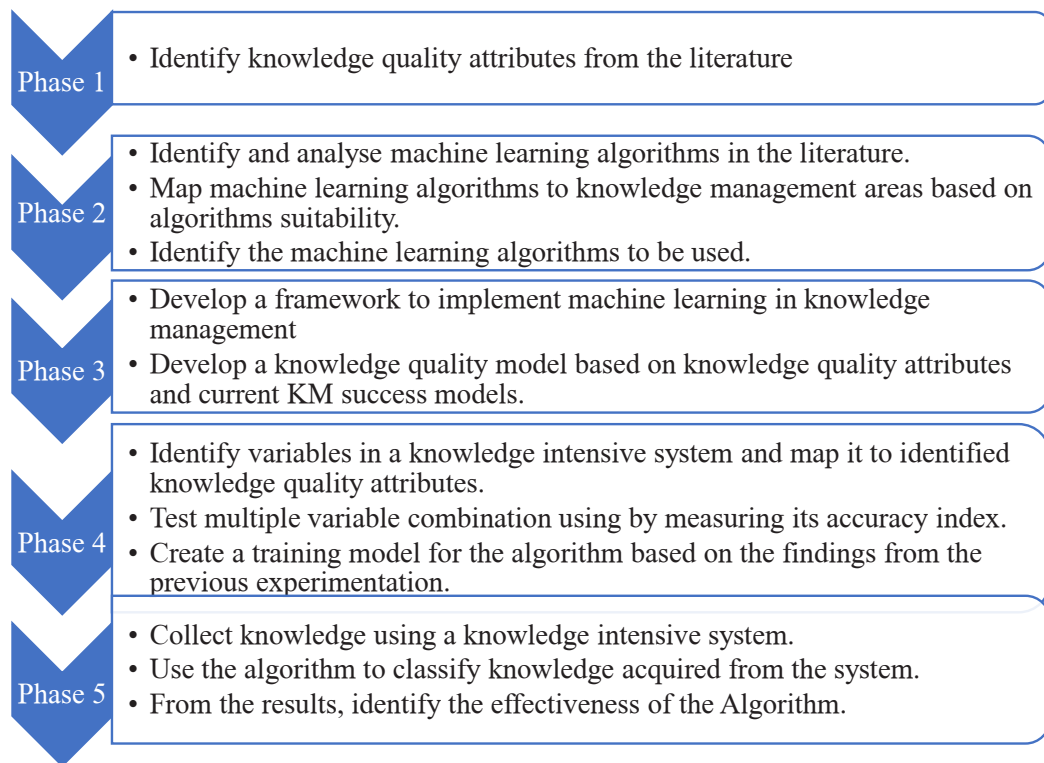 Phase 1
• Identify knowledge quality attributes from the literature
Phase 2
• Identify and analyse machine learning algorithms in the literature.
• Map machine learning algorithms to knowledge management areas based on
algorithms suitability.
• Identify the machine learning algorithms to be used.
Phase 3
• Develop a framework to implement machine learning in knowledge
management
• Develop a knowledge quality model based on knowledge quality attributes
and current KM success models.
Phase 4
• Identify variables in a knowledge intensive system and map it to identified
knowledge quality attributes.
• Test multiple variable combination using by measuring its accuracy index.
• Create a training model for the algorithm based on the findings from the
previous experimentation.
Phase 5
• Collect knowledge using a knowledge intensive system.
• Use the algorithm to classify knowledge acquired from the system.
• From the results, identify the effectiveness of the Algorithm.